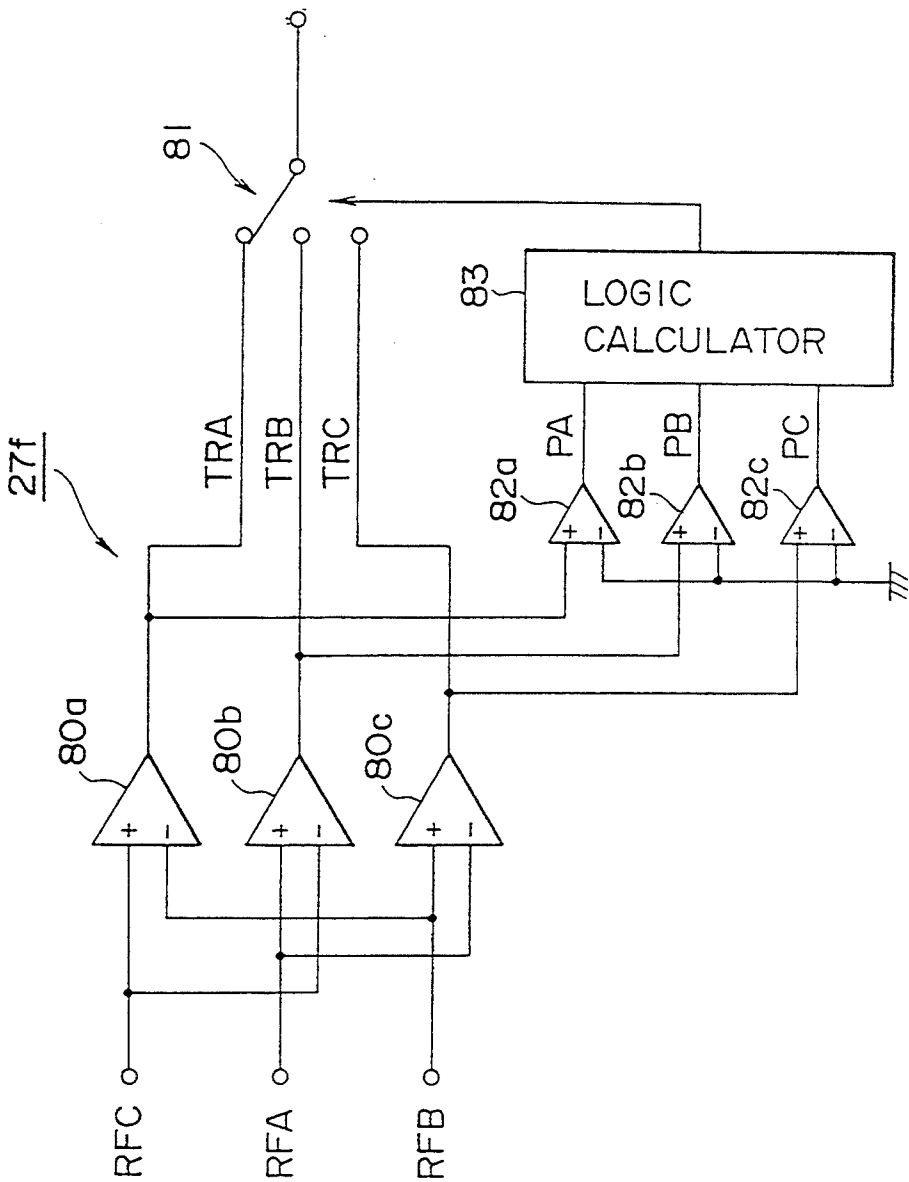 27f
81
80a
+
-
80b
+
-
80c
+
-
RFC
RFA
RFB
TRA
TRB
TRC
82a
+
-
82b
+
-
82c
+
-
PA
PB
PC
83
LOGIC
CALCULATOR